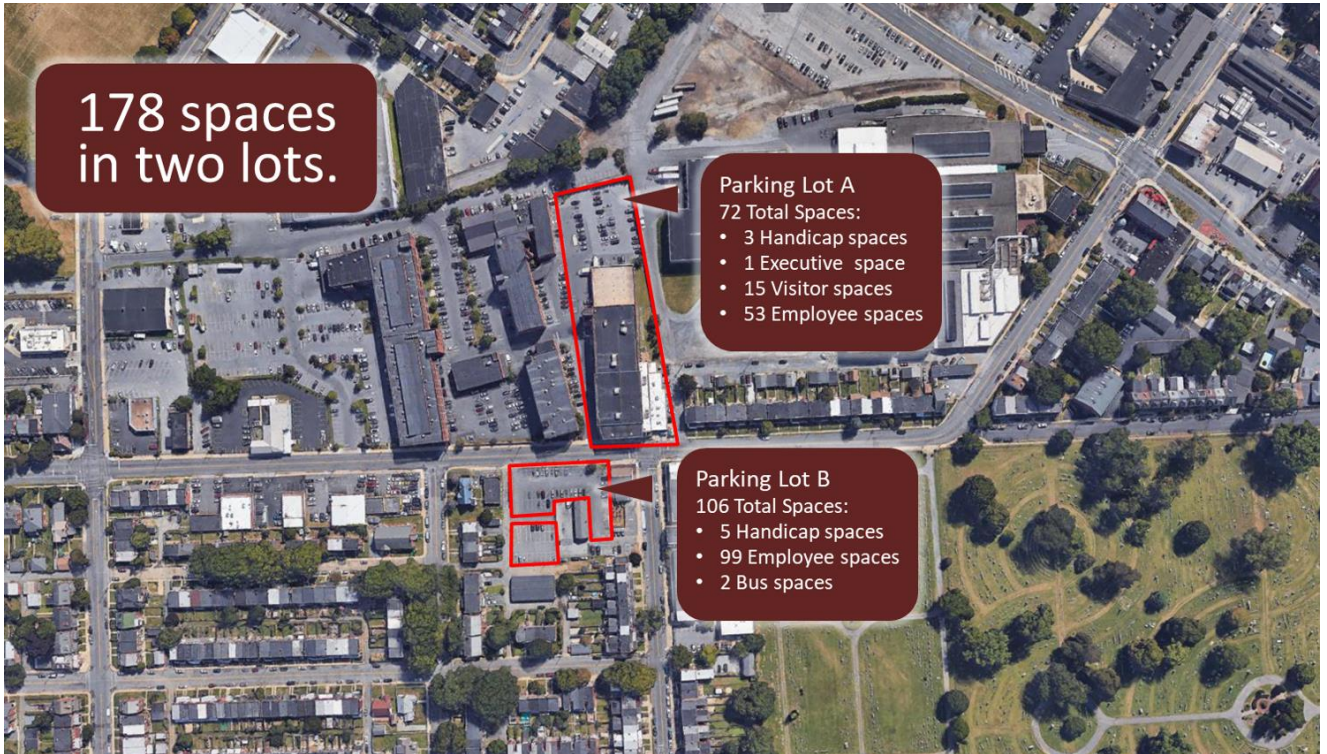 178 spaces
in two lots.
Parking Lot A
72 Total Spaces:
• 3 Handicap spaces
• 1 Executive space
• 15 Visitor spaces
• 53 Employee spaces
Parking Lot B
106 Total Spaces:
• 5 Handicap spaces
• 99 Employee spaces
• 2 Bus spaces